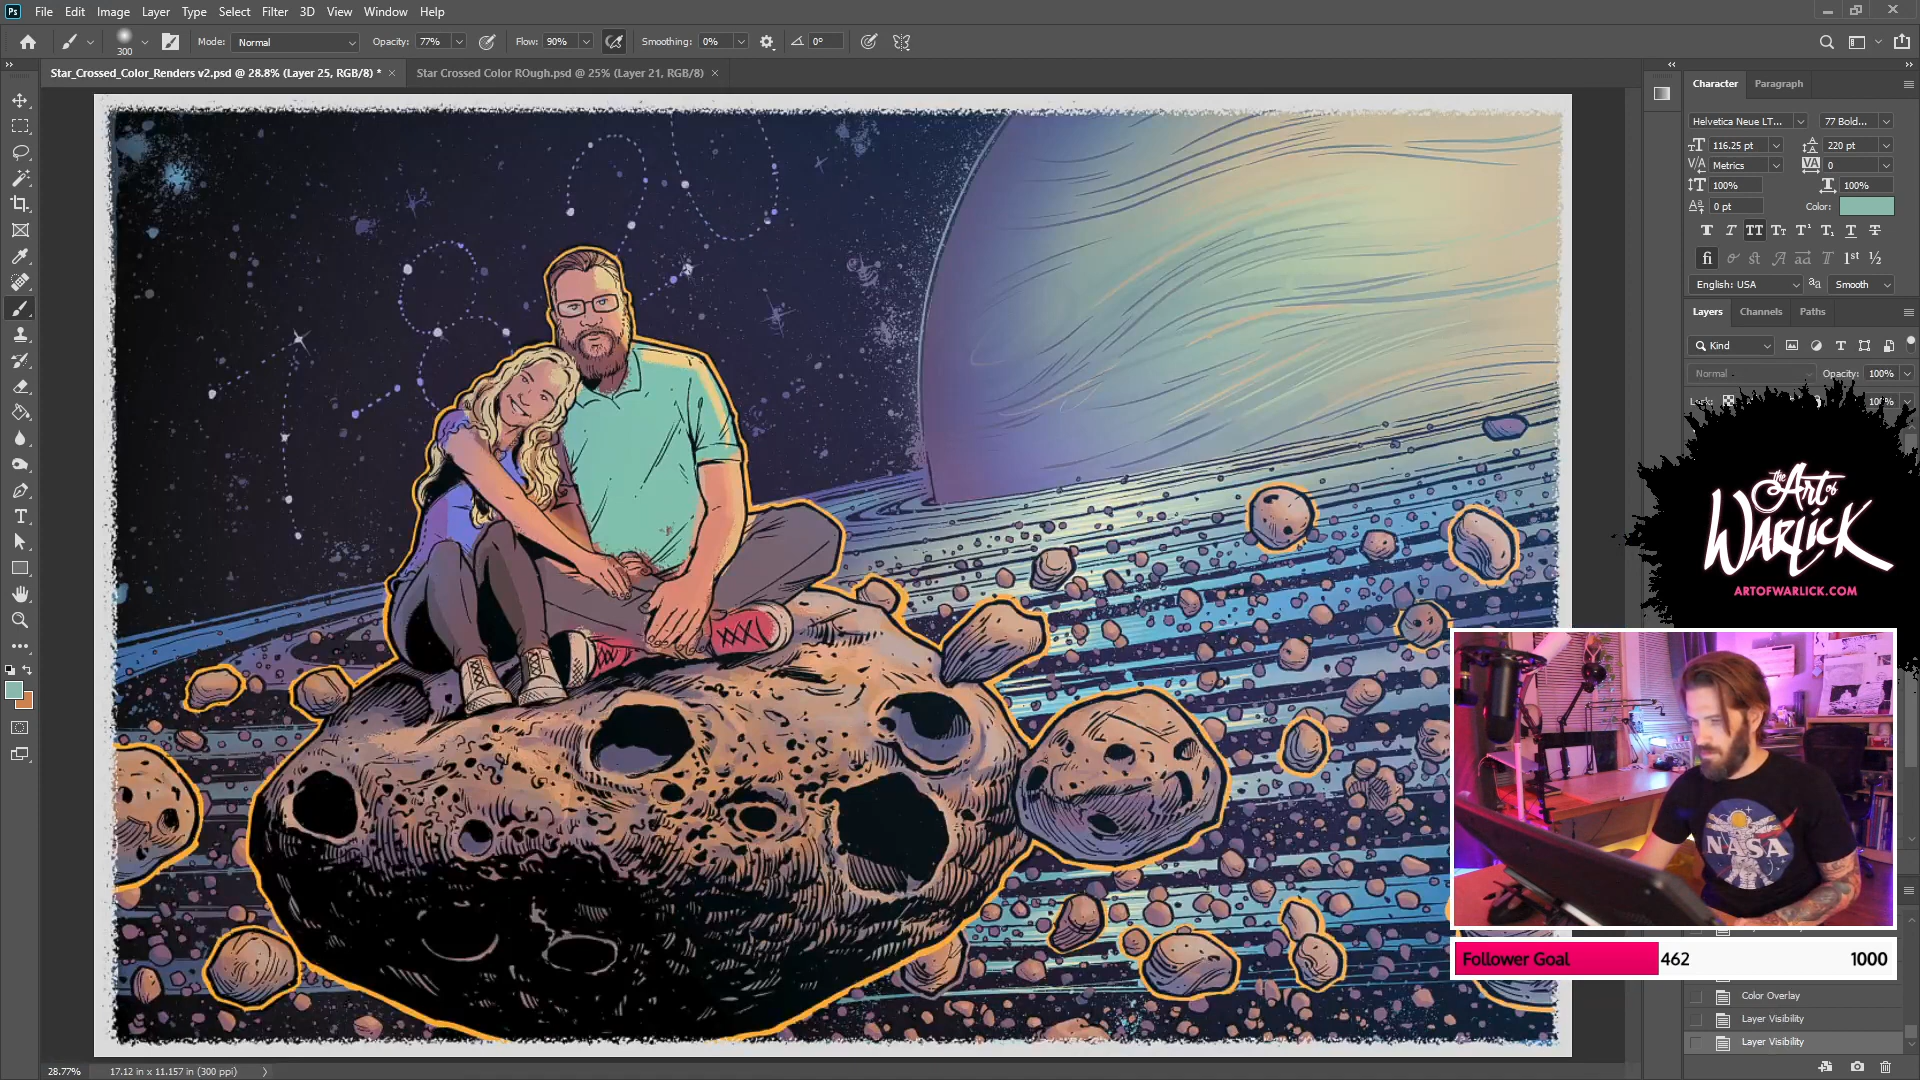 Ps File Edit Image Layer Type Select Filter 3D View Window Help
300 Mode: Normal Opacity: 77% Flow: 90% Smoothing: 0% 0°
Star_Crossed_Color_Renders v2.psd @ 28.8% (Layer 25, RGB/8) * × Star Crossed Color ROugh.psd @ 25% (Layer 21, RGB/8) ×
Character Paragraph
Helvetica Neue LT... 77 Bold...
116.25 pt 220 pt
Metrics 0
100% 100%
0 pt Color:
English: USA aa Smooth
Layers Channels Paths
Kind
Normal Opacity: 100%
100%
the Art of
Warlick
ARTOFWARLICK.COM
NASA
Follower Goal 462 1000
Color Overlay
Layer Visibility
Layer Visibility
28.77% 17.12 in x 11.157 in (300 ppi)